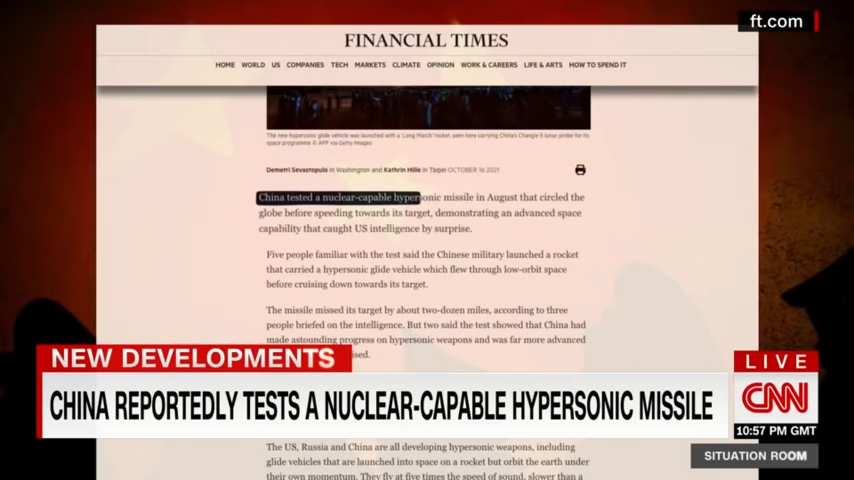 ft.com
FINANCIAL TIMES
HOME WORLD US COMPANIES TECH MARKETS CLIMATE OPINION WORK & CAREERS LIFE & ARTS HOW TO SPEND IT
The new hypersonic glide vehicle was launched with a 'Long March' rocket, seen here carrying China's Chang'e-5 lunar probe for its
space programme © AFP via Getty Images
Demetri Sevastopulo in Washington and Kathrin Hille in Taipei OCTOBER 16 2021
China tested a nuclear-capable hypersonic missile in August that circled the
globe before speeding towards its target, demonstrating an advanced space
capability that caught US intelligence by surprise.
Five people familiar with the test said the Chinese military launched a rocket
that carried a hypersonic glide vehicle which flew through low-orbit space
before cruising down towards its target.
The missile missed its target by about two-dozen miles, according to three
people briefed on the intelligence. But two said the test showed that China had
made astounding progress on hypersonic weapons and was far more advanced
ised.
NEW DEVELOPMENTS
CHINA REPORTEDLY TESTS A NUCLEAR-CAPABLE HYPERSONIC MISSILE
LIVE
CNN
10:57 PM GMT
SITUATION ROOM
The US, Russia and China are all developing hypersonic weapons, including
glide vehicles that are launched into space on a rocket but orbit the earth under
their own momentum. They fly at five times the speed of sound, slower than a